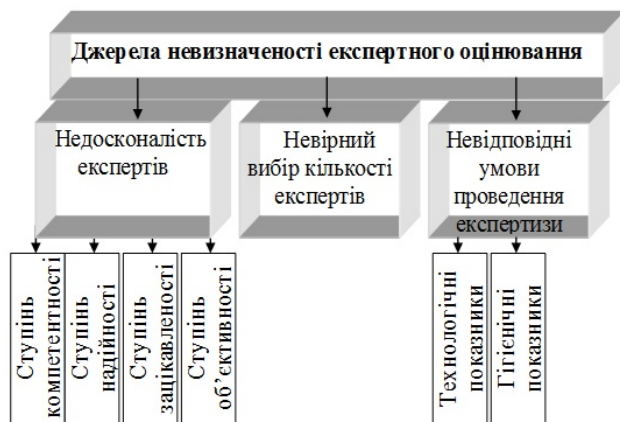 Джерела невизначеності експертного оцінювання
Недосконалість
експертів
Невірний
вибір кількості
експертів
Невідповідні
умови
проведення
експертизи
Ступінь
компетентності
Ступінь
надійності
Ступінь
зацікавленості
Ступінь
об’єктивності
Технологічні
показники
Гігієнічні
показники